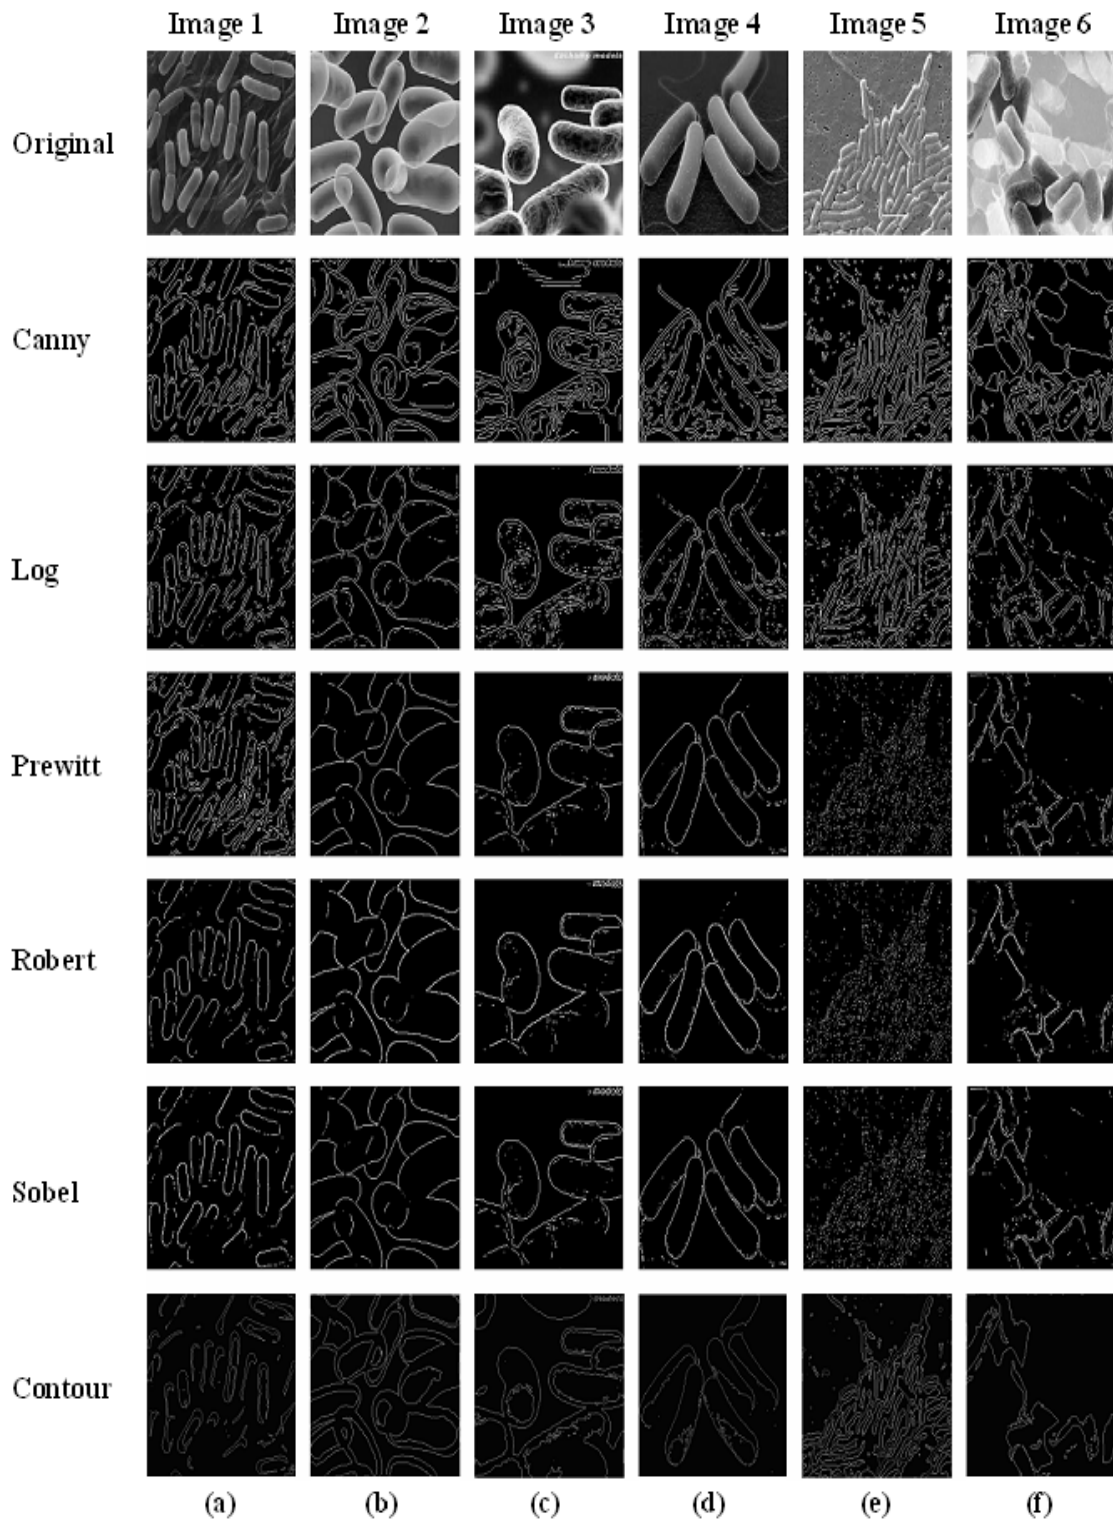 Image 1 Image 2 Image 3 Image 4 Image 5 Image 6
Original
Canny
Log
Prewitt
Robert
Sobel
Contour
(a) (b) (c) (d) (e) (f)